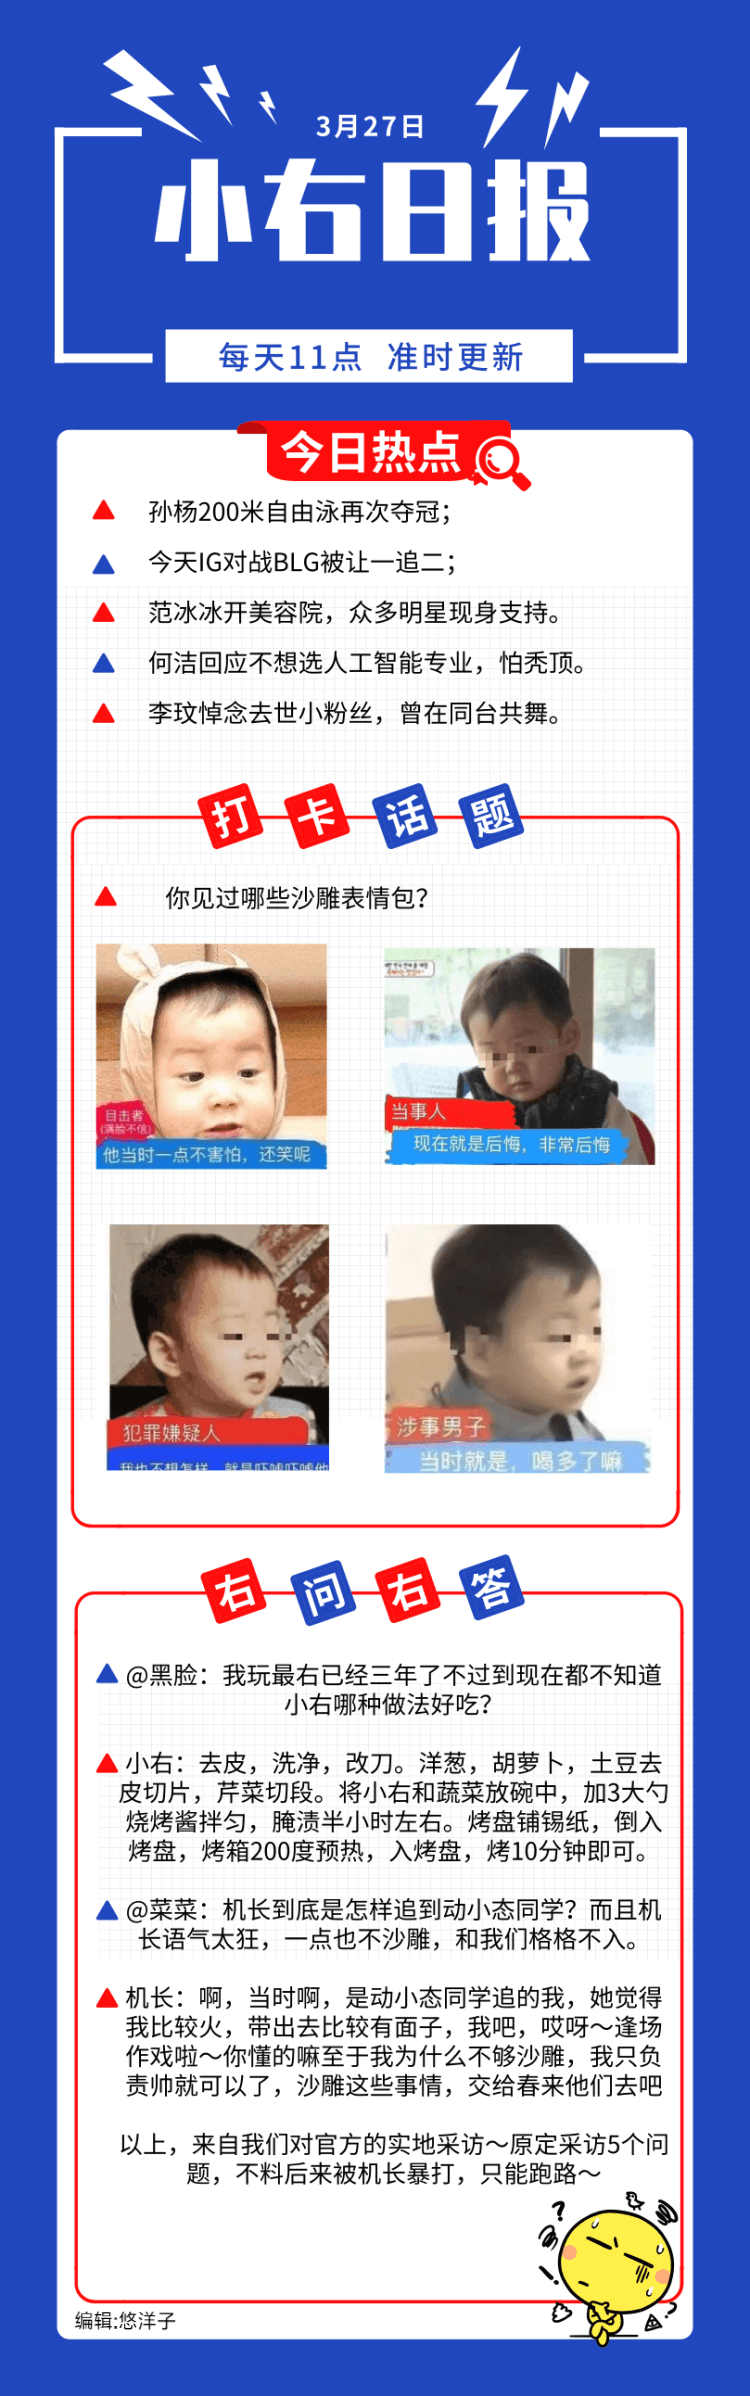 3月27日
小右日报
每天11点 准时更新
今日热点
孙杨200米自由泳再次夺冠；
今天IG对战BLG被让一追二；
范冰冰开美容院，众多明星现身支持。
何洁回应不想选人工智能专业，怕秃顶。
李玟悼念去世小粉丝，曾在同台共舞。
打卡话题
你见过哪些沙雕表情包？
目击者
(满脸不信)
他当时一点不害怕，还笑呢
当事人
现在就是后悔，非常后悔
犯罪嫌疑人
我也不想怎样，就是吓唬吓唬他
涉事男子
当时就是，喝多了嘛
右问右答
@黑脸：我玩最右已经三年了不过到现在都不知道
小右哪种做法好吃？
小右：去皮，洗净，改刀。洋葱，胡萝卜，土豆去
皮切片，芹菜切段。将小右和蔬菜放碗中，加3大勺
烧烤酱拌匀，腌渍半小时左右。烤盘铺锡纸，倒入
烤盘，烤箱200度预热，入烤盘，烤10分钟即可。
@菜菜：机长到底是怎样追到动小态同学？而且机
长语气太狂，一点也不沙雕，和我们格格不入。
机长：啊，当时啊，是动小态同学追的我，她觉得
我比较火，带出去比较有面子，我吧，哎呀～逢场
作戏啦～你懂的嘛至于我为什么不够沙雕，我只负
责帅就可以了，沙雕这些事情，交给春来他们去吧
以上，来自我们对官方的实地采访～原定采访5个问
题，不料后来被机长暴打，只能跑路～
编辑:悠洋子